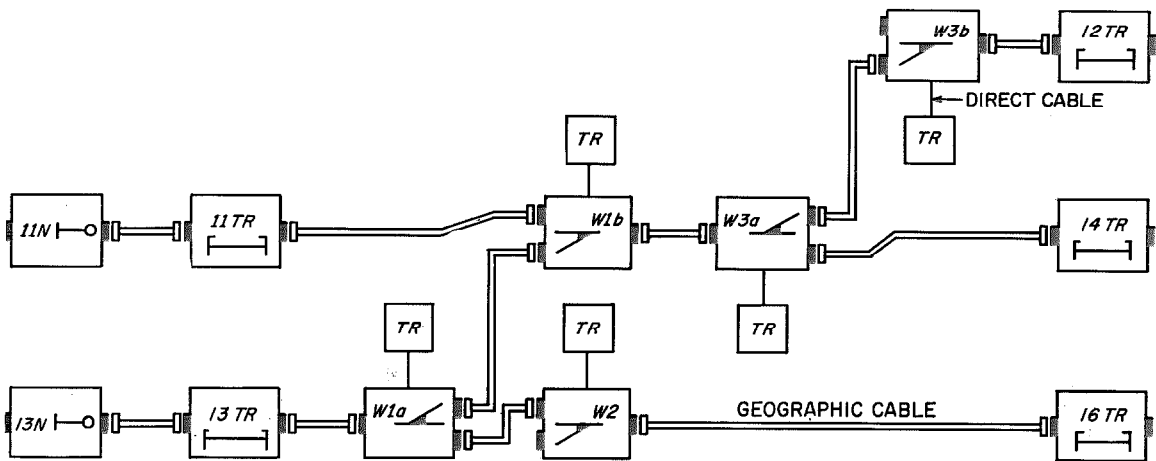 W3b
12 TR
DIRECT CABLE
TR
TR
11N
11 TR
W1b
W3a
14 TR
TR
TR
TR
13N
13 TR
W1a
W2
GEOGRAPHIC CABLE
16 TR